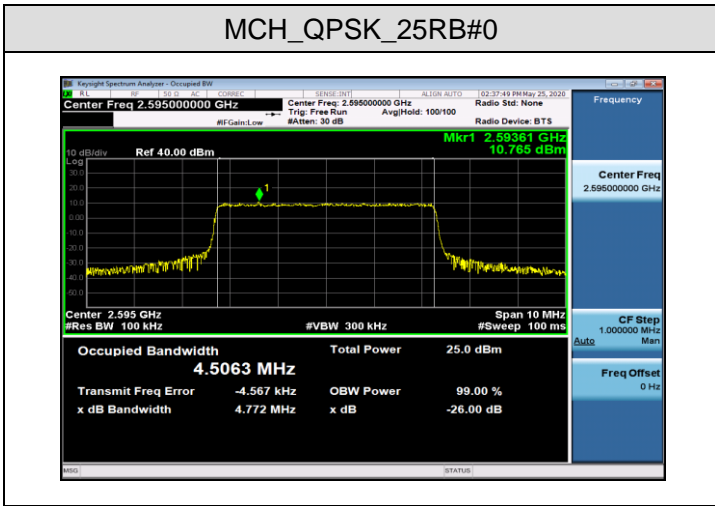 MCH_QPSK_25RB#0
Keysight Spectrum Analyzer - Occupied BW
RL RF 50 Ω AC CORREC SENSE:INT ALIGN AUTO 02:37:49 PM May 25, 2020
Center Freq 2.595000000 GHz Center Freq: 2.595000000 GHz Radio Std: None
Trig: Free Run Avg|Hold: 100/100
#IFGain:Low #Atten: 30 dB Radio Device: BTS
Mkr1 2.59361 GHz
10.765 dBm
10 dB/div Ref 40.00 dBm
Log
30.0
20.0
10.0
0.00
-10.0
-20.0
-30.0
-40.0
-50.0
1
Center 2.595 GHz Span 10 MHz
#Res BW 100 kHz #VBW 300 kHz #Sweep 100 ms
Occupied Bandwidth Total Power 25.0 dBm
4.5063 MHz
Transmit Freq Error -4.567 kHz OBW Power 99.00 %
x dB Bandwidth 4.772 MHz x dB -26.00 dB
MSG STATUS
Frequency
Center Freq
2.595000000 GHz
CF Step
1.000000 MHz
Auto Man
Freq Offset
0 Hz